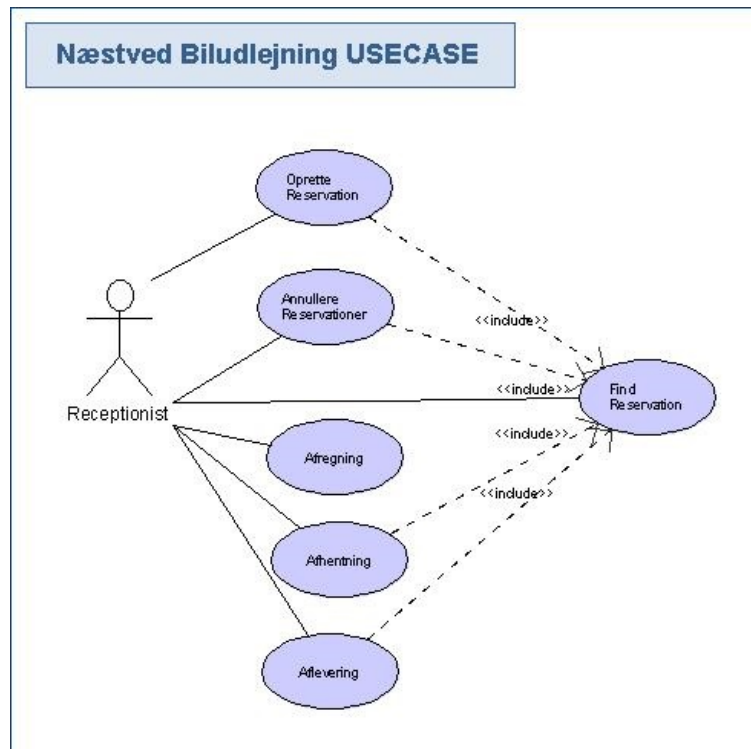 Næstved Biludlejning USECASE
Oprette
Reservation
Annullere
Reservationer
<<include>>
<<include>>
Find
Reservation
Receptionist
<<include>>
Afregning
<<include>>
Afhentning
Aflevering